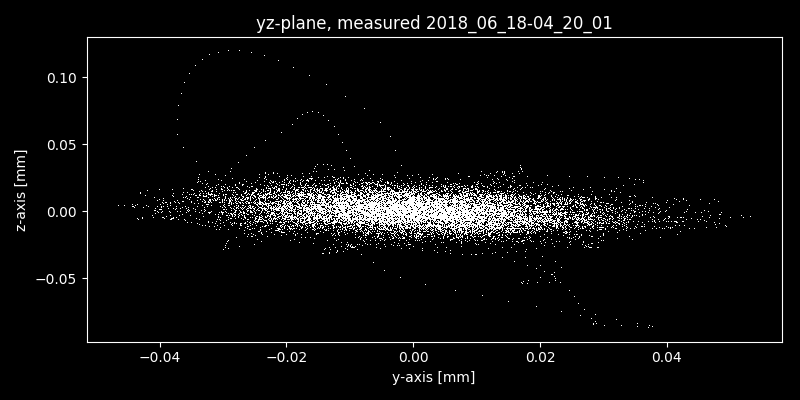 yz-plane, measured 2018_06_18-04_20_01
0.10
0.05
0.00
−0.05
z-axis [mm]
−0.04 −0.02 0.00 0.02 0.04
y-axis [mm]